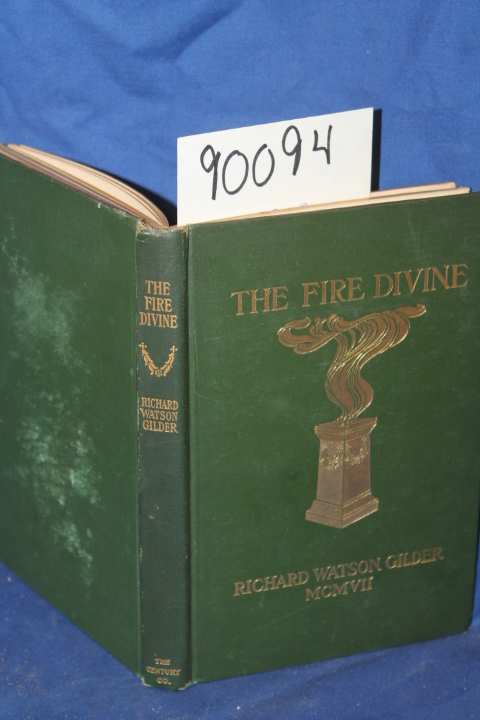 90094
THE
FIRE
DIVINE
RICHARD
WATSON
GILDER
THE
CENTURY
CO.
THE FIRE DIVINE
RICHARD WATSON GILDER
MCMVII